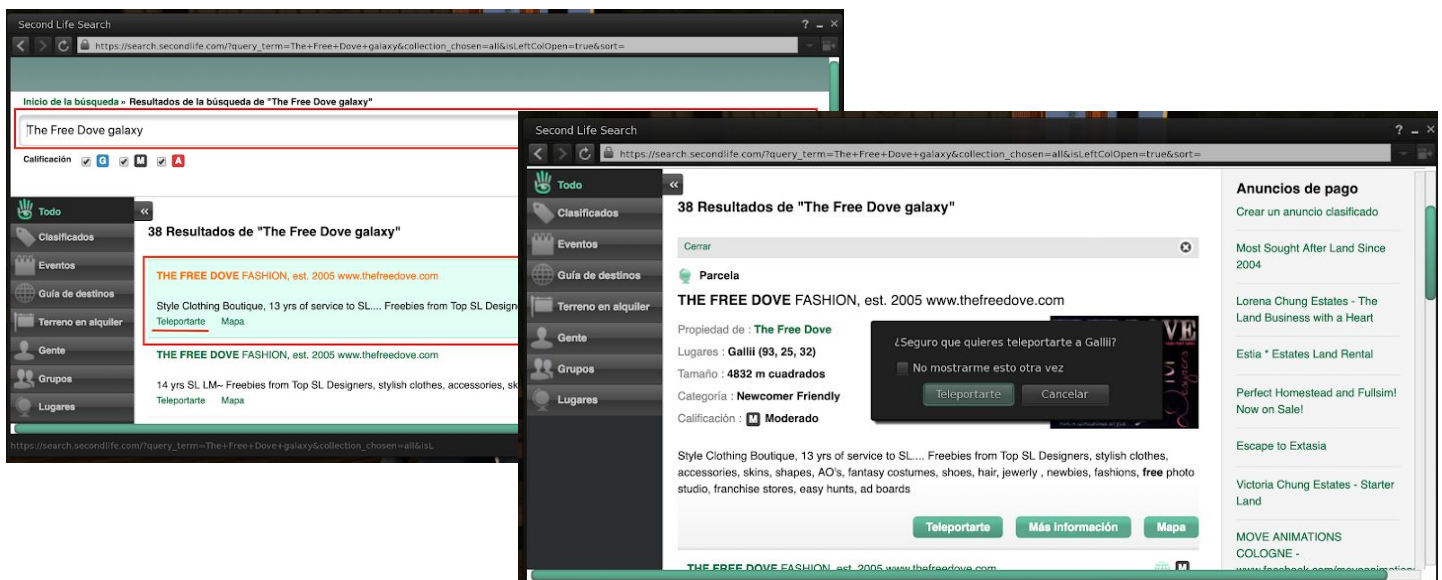 Second Life Search
https://search.secondlife.com/?query_term=The+Free+Dove+galaxy&collection_chosen=all&isLeftColOpen=true&sort=
Inicio de la búsqueda » Resultados de la búsqueda de "The Free Dove galaxy"
The Free Dove galaxy
Calificación G M A
Todo
Clasificados
Eventos
Guía de destinos
Terreno en alquiler
Gente
Grupos
Lugares
38 Resultados de "The Free Dove galaxy"
THE FREE DOVE FASHION, est. 2005 www.thefreedove.com
Style Clothing Boutique, 13 yrs of service to SL.... Freebies from Top SL Design
Teleportarte Mapa
THE FREE DOVE FASHION, est. 2005 www.thefreedove.com
14 yrs SL LM~ Freebies from Top SL Designers, stylish clothes, accessories, sk
Teleportarte Mapa
https://search.secondlife.com/?query_term=The+Free+Dove+galaxy&collection_chosen=all&isL
Second Life Search
https://search.secondlife.com/?query_term=The+Free+Dove+galaxy&collection_chosen=all&isLeftColOpen=true&sort=
Todo
Clasificados
Eventos
Guía de destinos
Terreno en alquiler
Gente
Grupos
Lugares
38 Resultados de "The Free Dove galaxy"
Cerrar
Parcela
THE FREE DOVE FASHION, est. 2005 www.thefreedove.com
Propiedad de : The Free Dove
Lugares : Gallii (93, 25, 32)
Tamaño : 4832 m cuadrados
Categoría : Newcomer Friendly
Calificación : M Moderado
¿Seguro que quieres teleportarte a Gallii?
No mostrarme esto otra vez
Teleportarte Cancelar
Style Clothing Boutique, 13 yrs of service to SL.... Freebies from Top SL Designers, stylish clothes,
accessories, skins, shapes, AO's, fantasy costumes, shoes, hair, jewerly , newbies, fashions, free photo
studio, franchise stores, easy hunts, ad boards
Teleportarte Más información Mapa
THE FREE DOVE FASHION, est. 2005 www.thefreedove.com M
Anuncios de pago
Crear un anuncio clasificado
Most Sought After Land Since
2004
Lorena Chung Estates - The
Land Business with a Heart
Estia * Estates Land Rental
Perfect Homestead and Fullsim!
Now on Sale!
Escape to Extasia
Victoria Chung Estates - Starter
Land
MOVE ANIMATIONS
COLOGNE -
www.facebook.com/moveanimation